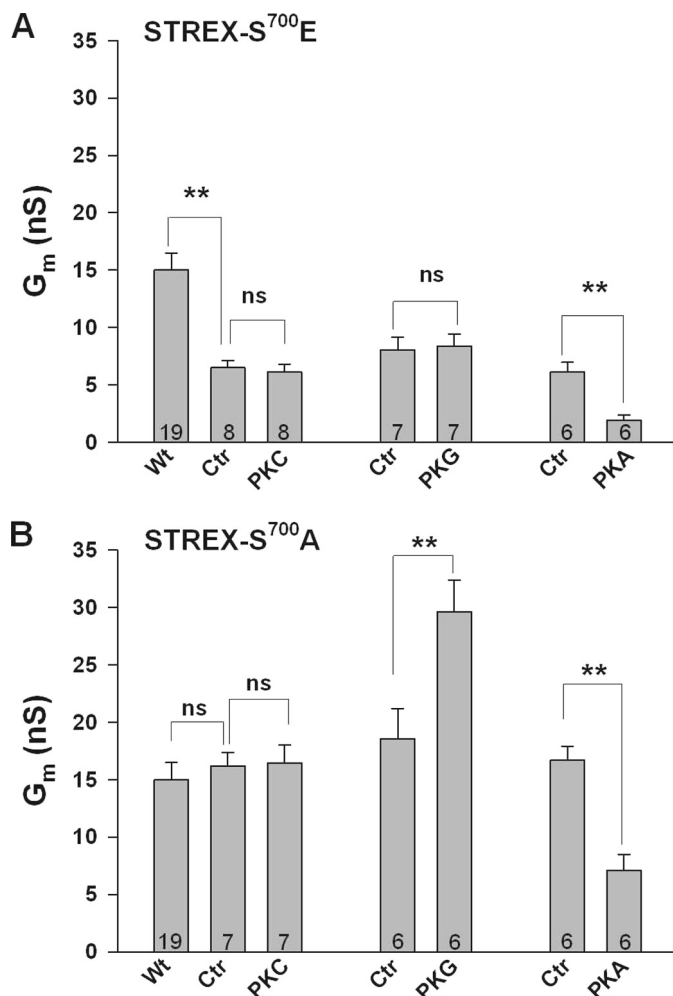 A STREX-S⁷⁰⁰E
35
30
25
20
15
10
5
0
Gₘ (nS)
**
ns
ns
**
19 8 8 7 7 6 6
Wt Ctr PKC Ctr PKG Ctr PKA
B STREX-S⁷⁰⁰A
35
30
25
20
15
10
5
0
Gₘ (nS)
ns
ns
**
**
19 7 7 6 6 6 6
Wt Ctr PKC Ctr PKG Ctr PKA